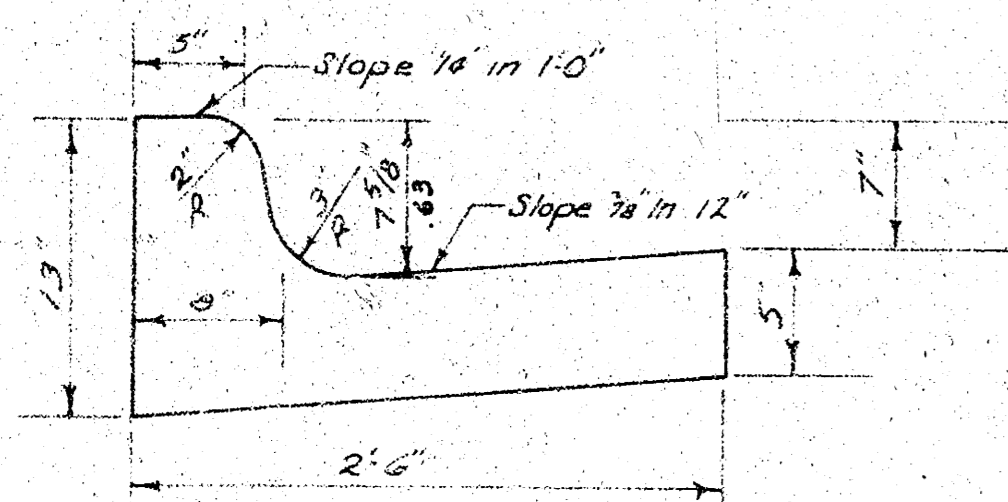 5"
Slope 1/4" in 1'-0"
2" R
3" R
7 5/8"
.63
7"
Slope 7/8" in 12"
13"
5
2'-6"